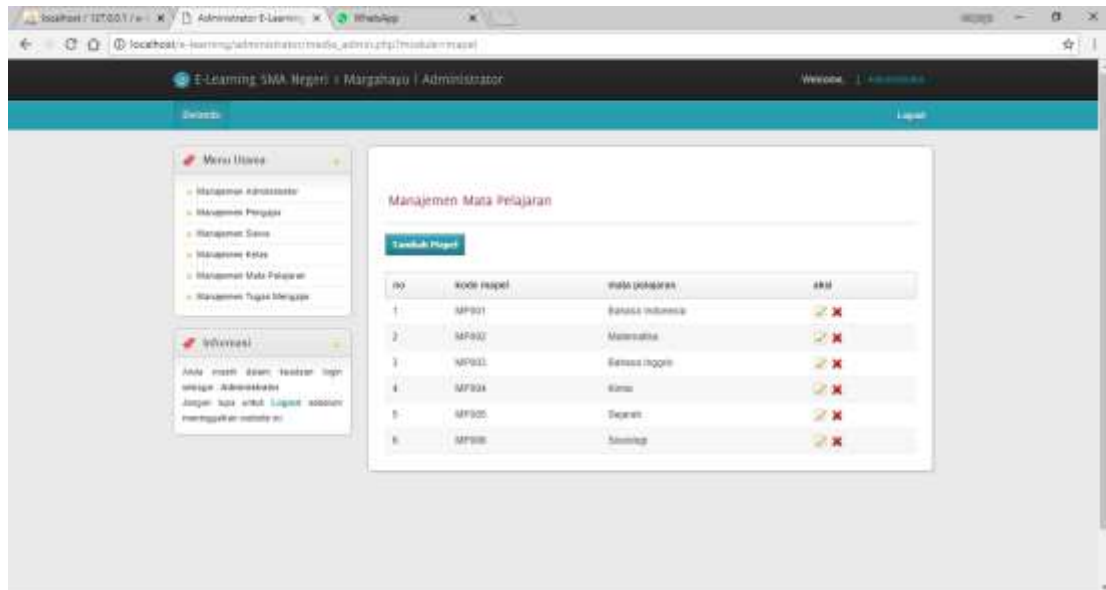 localhost / 127.0.0.1 / e-l
Administrator E-Learning
WhatsApp
localhost/e-learning/administrator/media_admin.php?module=mapel
E-Learning SMA Negeri 1 Margahayu | Administrator
Welcome, | Administrator
Beranda
Logout
Menu Utama
Manajemen Administrator
Manajemen Pengajar
Manajemen Siswa
Manajemen Kelas
Manajemen Mata Pelajaran
Manajemen Tugas Mengajar
Informasi
Anda masih dalam keadaan login
sebagai Administrator
Jangan lupa untuk Logout sebelum
meninggalkan website ini
Manajemen Mata Pelajaran
Tambah Mapel
no kode mapel mata pelajaran aksi
1 MP001 Bahasa Indonesia
2 MP002 Matematika
3 MP003 Bahasa Inggris
4 MP004 Kimia
5 MP005 Sejarah
6 MP006 Sosiologi